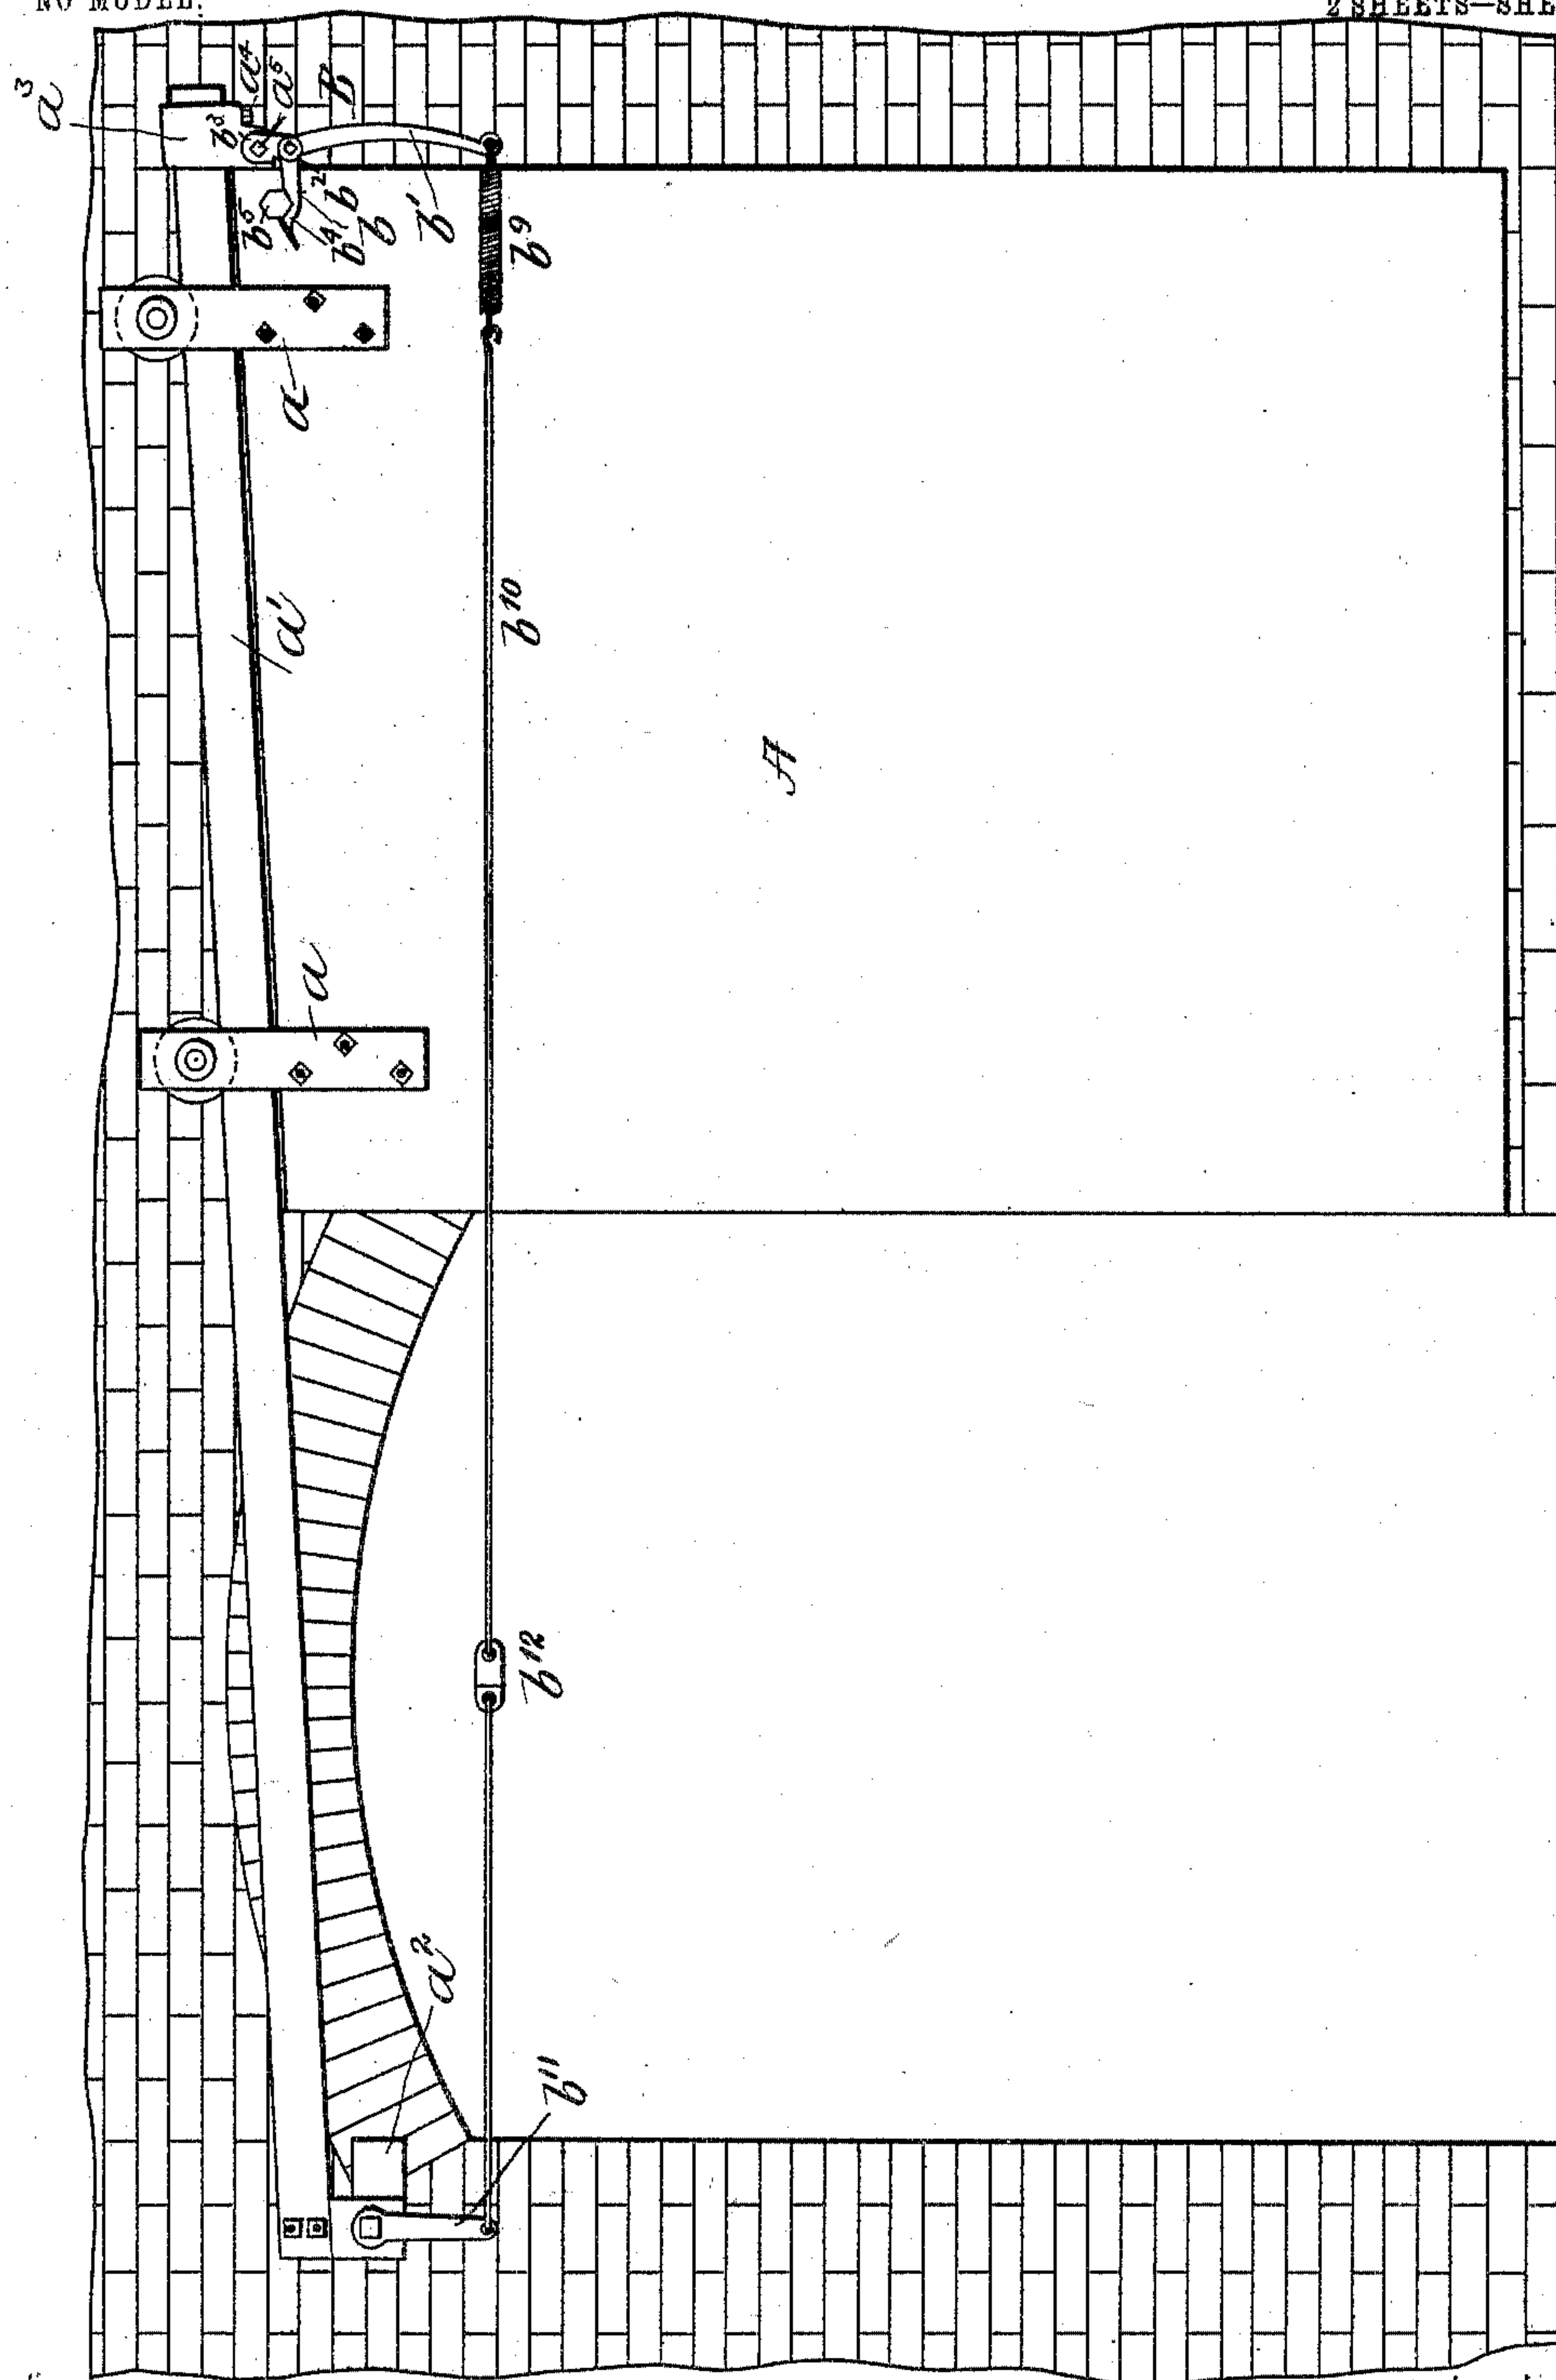 NO MODEL.
2 SHEETS—SHE
a³
b³
a⁴
a⁵
B
b⁵
b⁴
b²
b
b'
b⁹
a
a'
b¹⁰
A
a
b¹²
a²
b¹¹